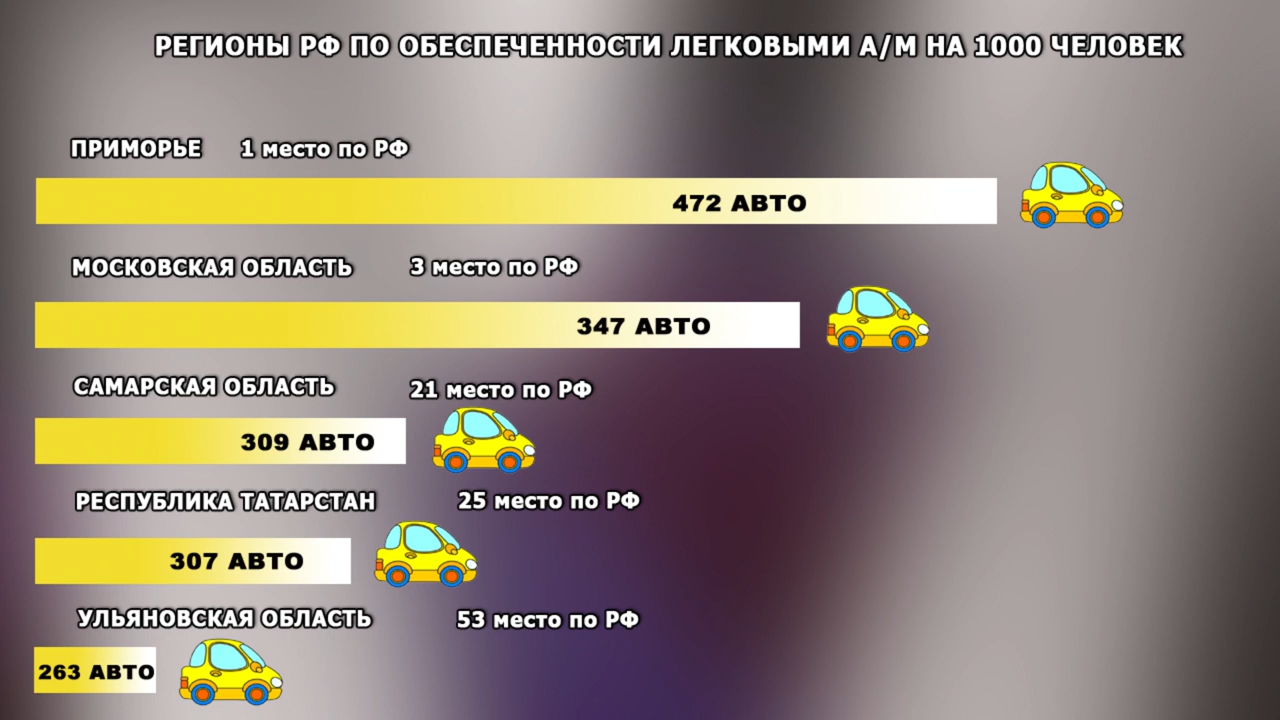 РЕГИОНЫ РФ ПО ОБЕСПЕЧЕННОСТИ ЛЕГКОВЫМИ А/М НА 1000 ЧЕЛОВЕК
ПРИМОРЬЕ 1 место по РФ
472 АВТО
МОСКОВСКАЯ ОБЛАСТЬ 3 место по РФ
347 АВТО
САМАРСКАЯ ОБЛАСТЬ 21 место по РФ
309 АВТО
РЕСПУБЛИКА ТАТАРСТАН 25 место по РФ
307 АВТО
УЛЬЯНОВСКАЯ ОБЛАСТЬ 53 место по РФ
263 АВТО